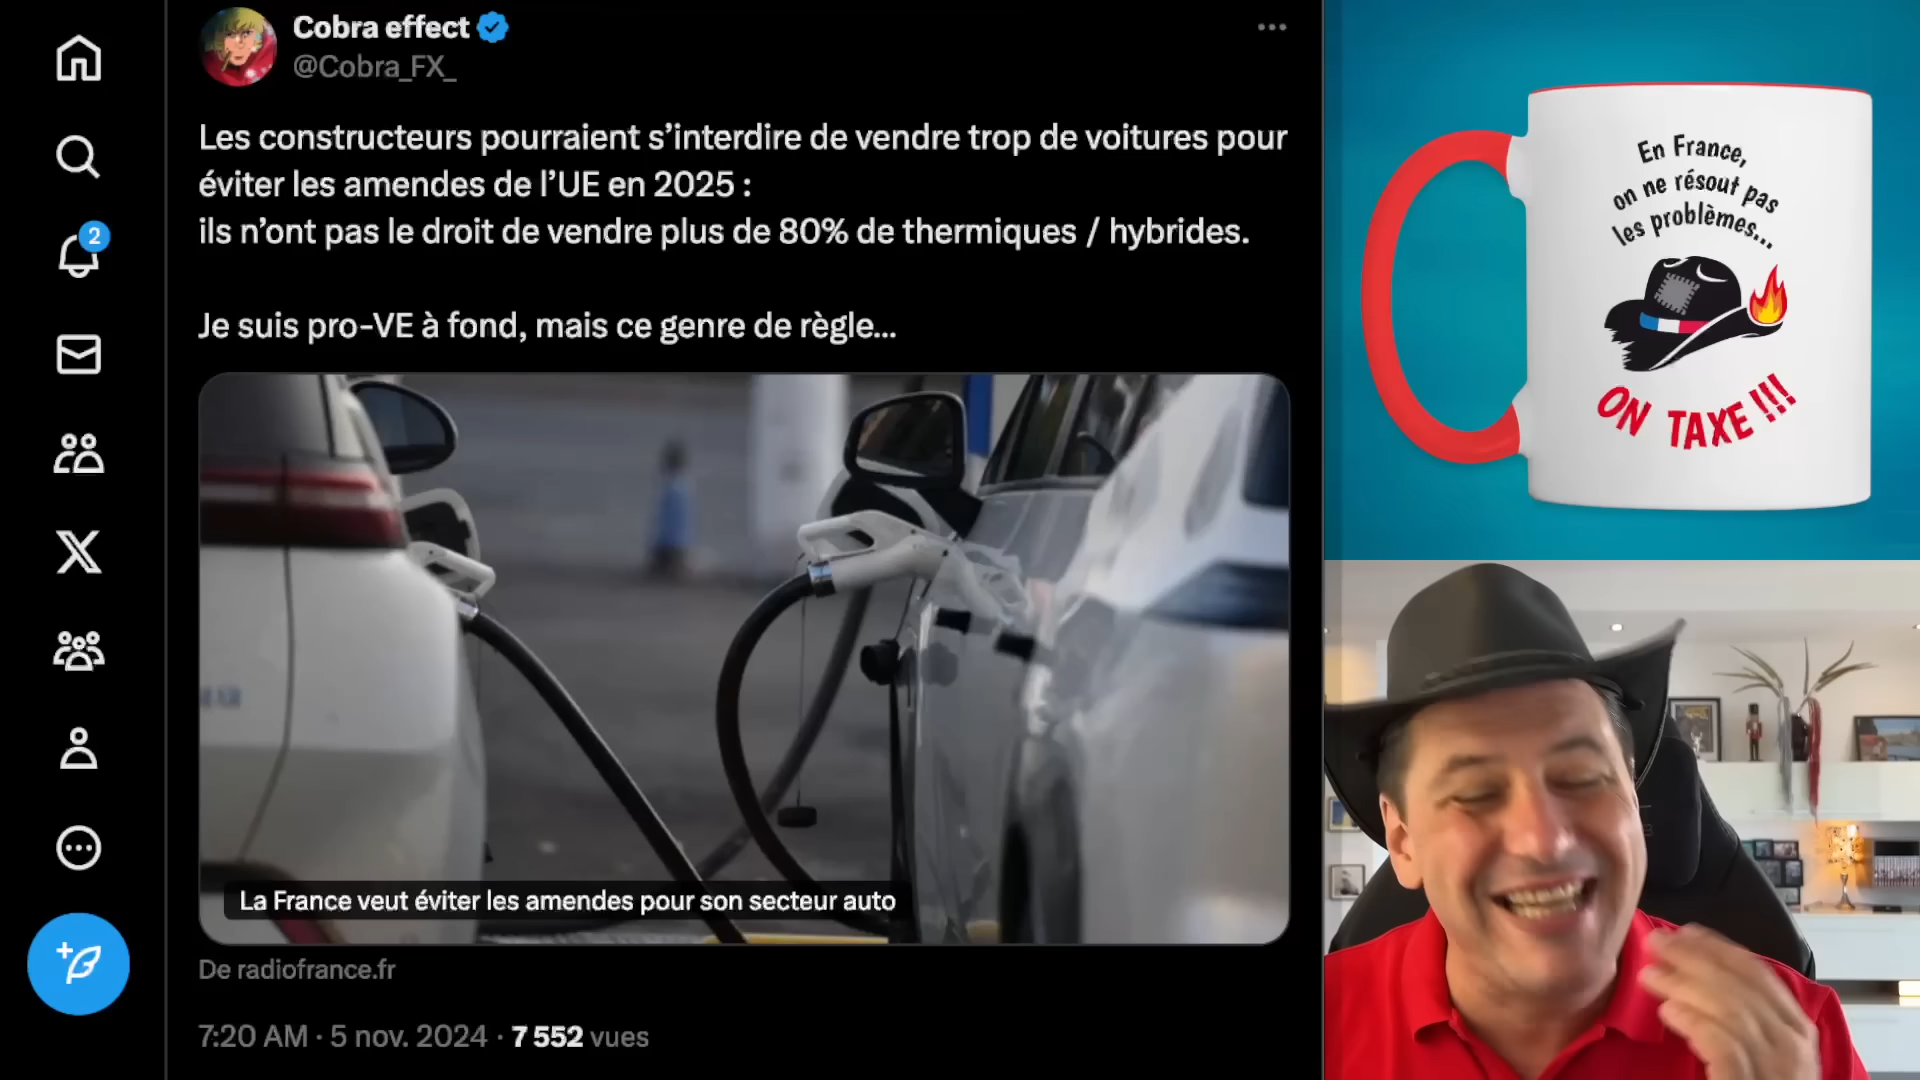 Cobra effect
@Cobra_FX_
Les constructeurs pourraient s’interdire de vendre trop de voitures pour
éviter les amendes de l’UE en 2025 :
ils n’ont pas le droit de vendre plus de 80% de thermiques / hybrides.
Je suis pro-VE à fond, mais ce genre de règle...
La France veut éviter les amendes pour son secteur auto
De radiofrance.fr
7:20 AM · 5 nov. 2024 · 7 552 vues
2
En France,
on ne résout pas
les problèmes...
ON TAXE !!!